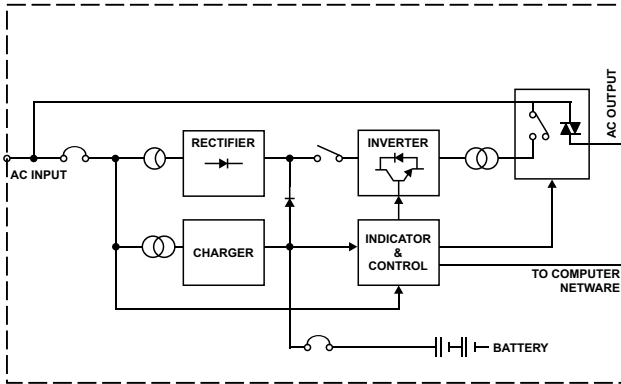 AC OUTPUT
RECTIFIER
INVERTER
AC INPUT
CHARGER
INDICATOR
&
CONTROL
TO COMPUTER
NETWARE
BATTERY